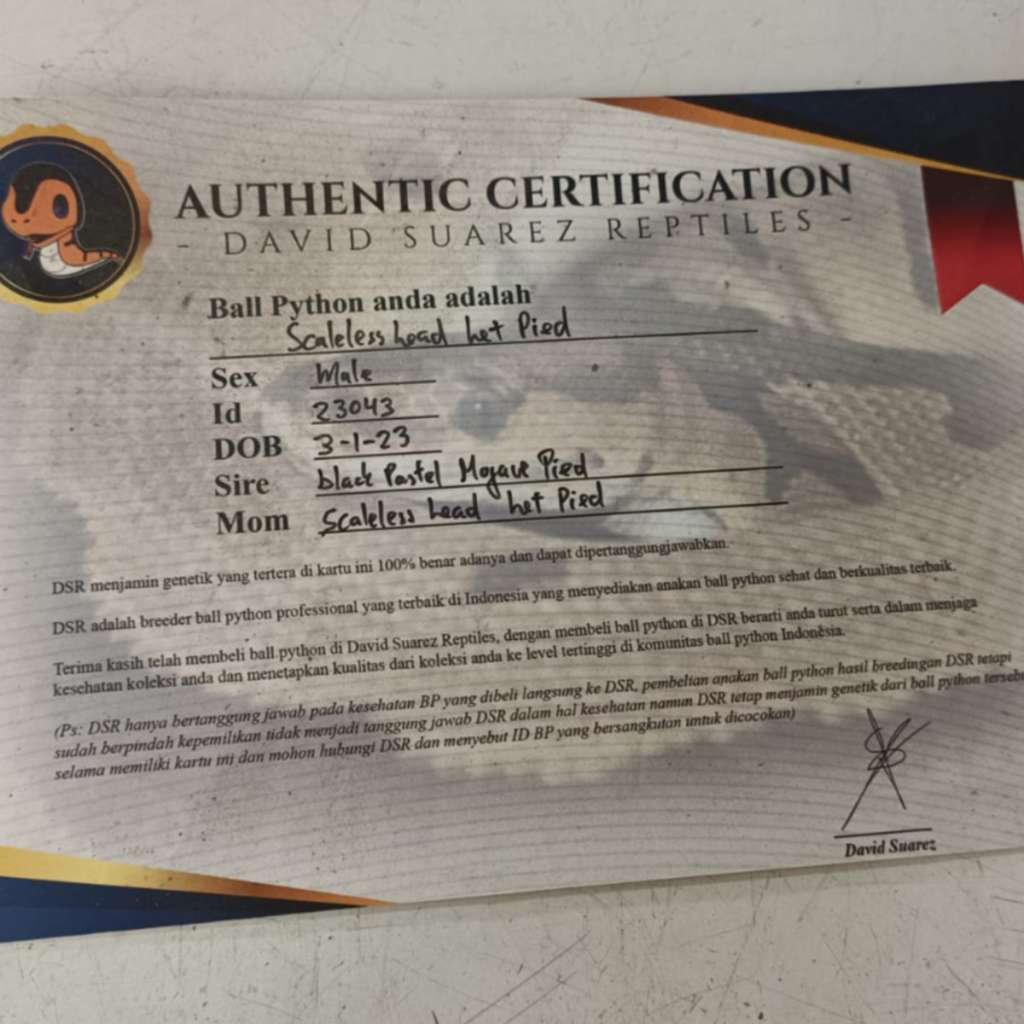 AUTHENTIC CERTIFICATION
- DAVID SUAREZ REPTILES -
Ball Python anda adalah
Scaleless head het Pied
Sex Male
Id 23043
DOB 3-1-23
Sire black Pastel Mojave Pied
Mom Scaleless head het Pied
DSR menjamin genetik yang tertera di kartu ini 100% benar adanya dan dapat dipertanggungjawabkan.
DSR adalah breeder ball python professional yang terbaik di Indonesia yang menyediakan anakan ball python sehat dan berkualitas terbaik.
Terima kasih telah membeli ball python di David Suarez Reptiles, dengan membeli ball python di DSR berarti anda turut serta dalam menjaga
kesehatan koleksi anda dan menetapkan kualitas dari koleksi anda ke level tertinggi di komunitas ball python Indonesia.
(Ps: DSR hanya bertanggung jawab pada kesehatan BP yang dibeli langsung ke DSR, pembelian anakan ball python hasil breedingan DSR tetapi
sudah berpindah kepemilikan tidak menjadi tanggung jawab DSR dalam hal kesehatan namun DSR tetap menjamin genetik dari ball python tersebu
selama memiliki kartu ini dan mohon hubungi DSR dan menyebut ID BP yang bersangkutan untuk dicocokan)
David Suarez